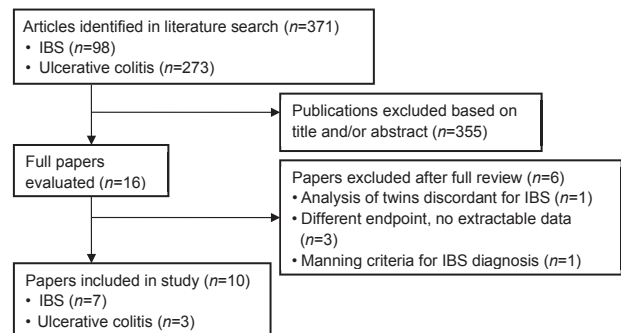 Articles identified in literature search (n=371)
• IBS (n=98)
• Ulcerative colitis (n=273)
Publications excluded based on
title and/or abstract (n=355)
Full papers
evaluated (n=16)
Papers excluded after full review (n=6)
• Analysis of twins discordant for IBS (n=1)
• Different endpoint, no extractable data
(n=3)
• Manning criteria for IBS diagnosis (n=1)
Papers included in study (n=10)
• IBS (n=7)
• Ulcerative colitis (n=3)